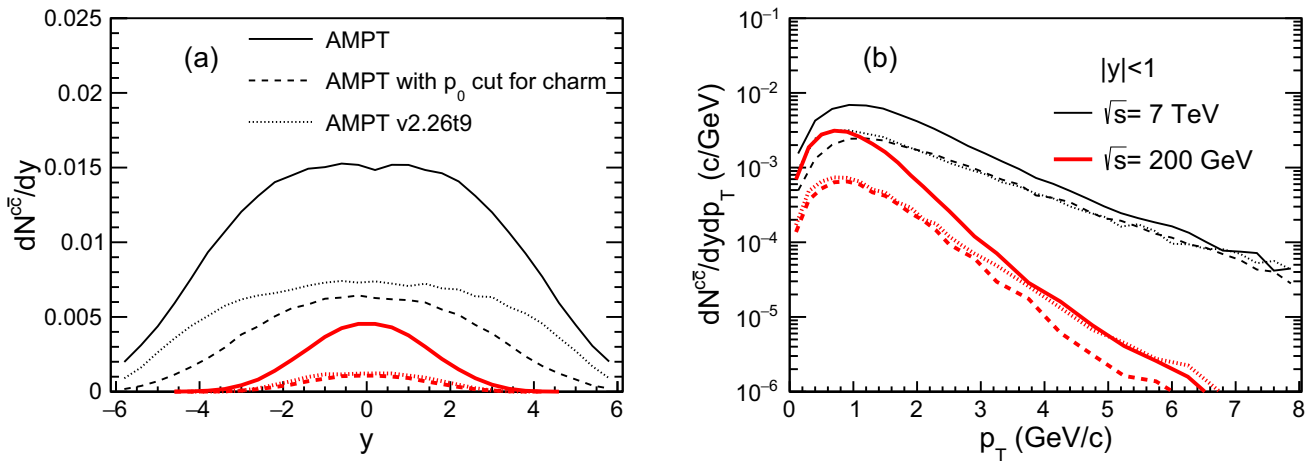 dN^{cc̄}/dy
0.025
0.02
0.015
0.01
0.005
0
(a)
AMPT
AMPT with p_0 cut for charm
AMPT v2.26t9
−6 −4 −2 0 2 4 6
y
dN^{cc̄}/dydp_T (c/GeV)
10^{−1}
10^{−2}
10^{−3}
10^{−4}
10^{−5}
10^{−6}
(b)
|y|<1
√s= 7 TeV
√s= 200 GeV
0 1 2 3 4 5 6 7 8
p_T (GeV/c)